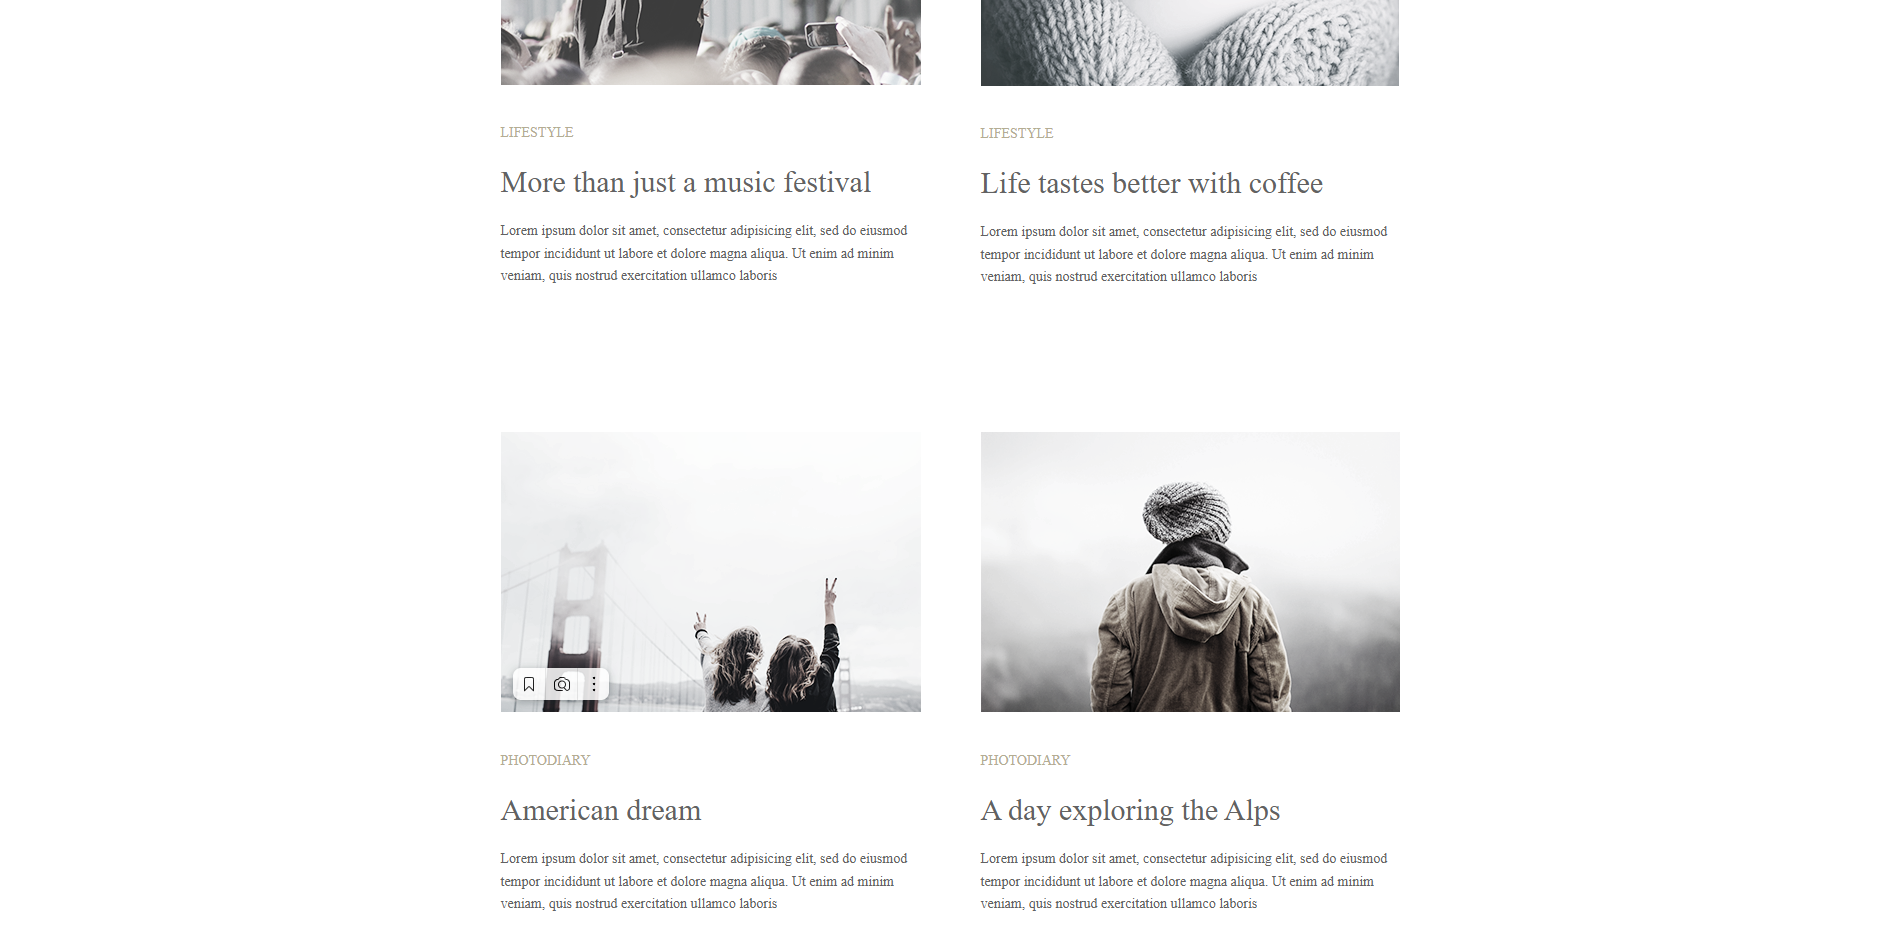 LIFESTYLE
More than just a music festival
Lorem ipsum dolor sit amet, consectetur adipisicing elit, sed do eiusmod
tempor incididunt ut labore et dolore magna aliqua. Ut enim ad minim
veniam, quis nostrud exercitation ullamco laboris
LIFESTYLE
Life tastes better with coffee
Lorem ipsum dolor sit amet, consectetur adipisicing elit, sed do eiusmod
tempor incididunt ut labore et dolore magna aliqua. Ut enim ad minim
veniam, quis nostrud exercitation ullamco laboris
PHOTODIARY
American dream
Lorem ipsum dolor sit amet, consectetur adipisicing elit, sed do eiusmod
tempor incididunt ut labore et dolore magna aliqua. Ut enim ad minim
veniam, quis nostrud exercitation ullamco laboris
PHOTODIARY
A day exploring the Alps
Lorem ipsum dolor sit amet, consectetur adipisicing elit, sed do eiusmod
tempor incididunt ut labore et dolore magna aliqua. Ut enim ad minim
veniam, quis nostrud exercitation ullamco laboris